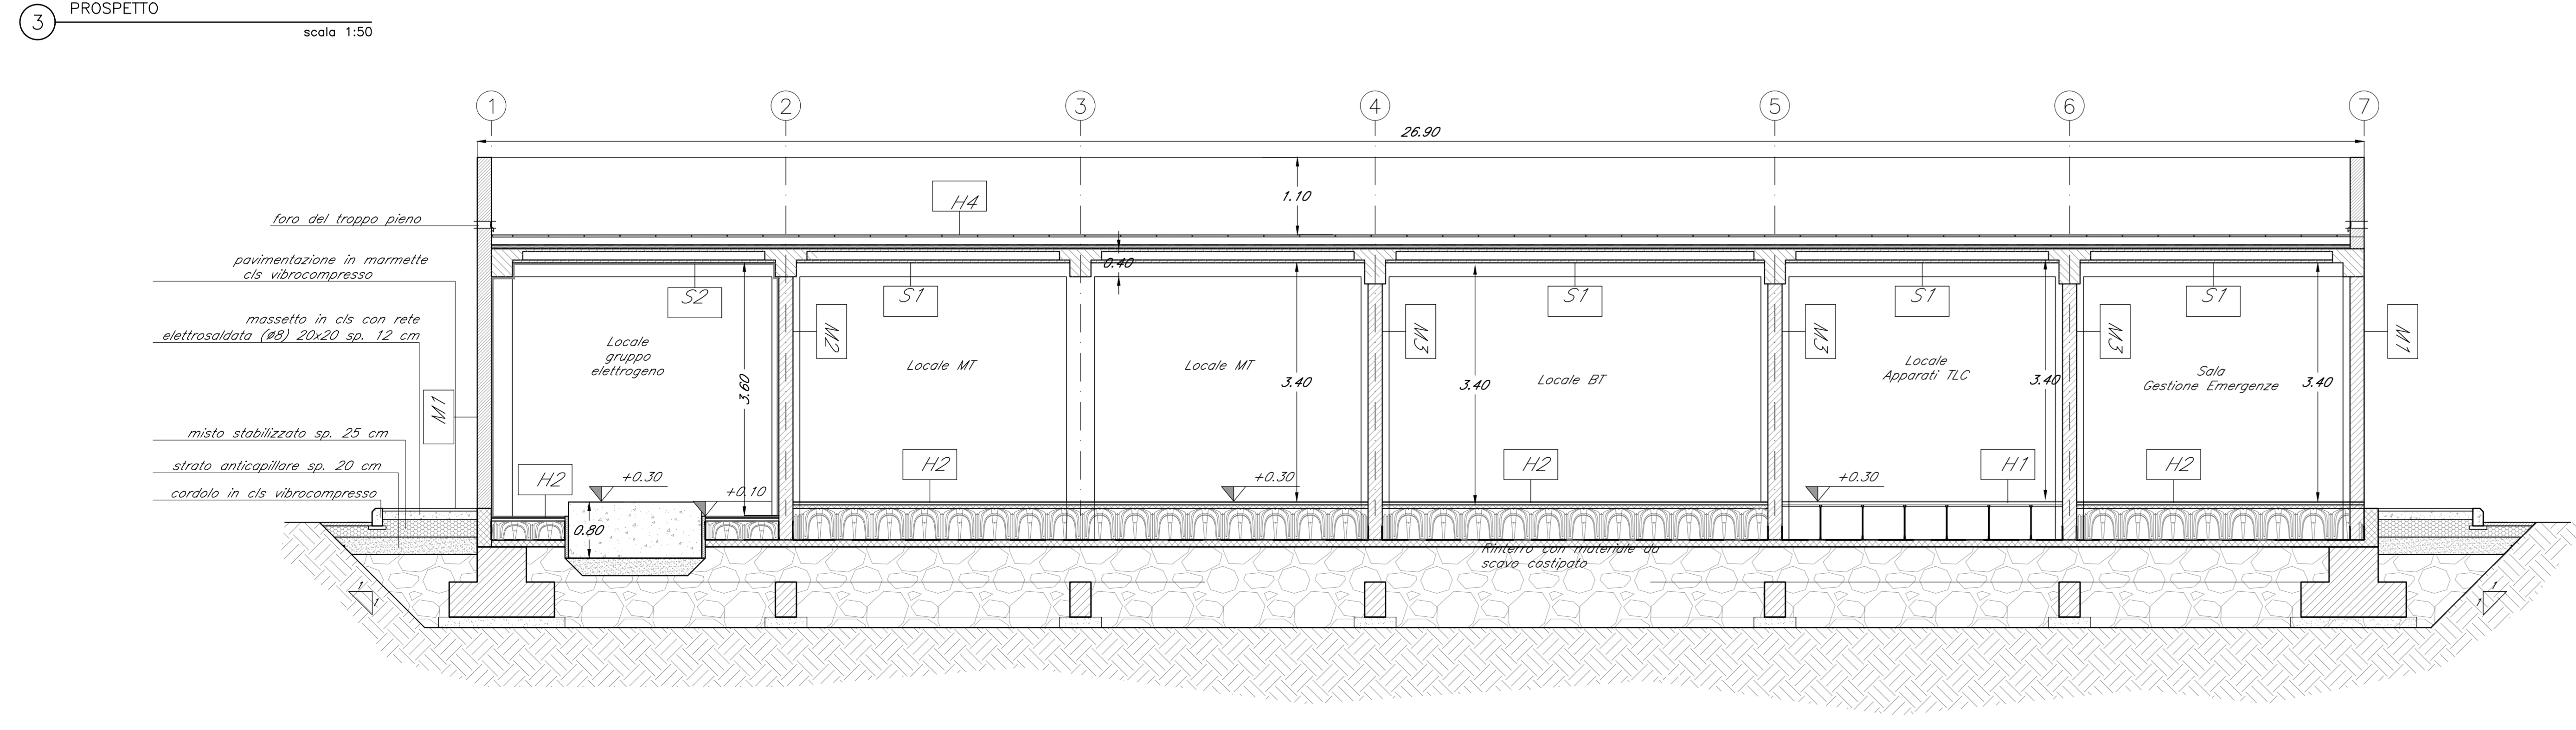 3
PROSPETTO
scala 1:50
1
2
3
4
5
6
7
26.90
1.10
H4
foro del troppo pieno
pavimentazione in marmette
cls vibrocompresso
massetto in cls con rete
elettrosaldata (ø8) 20x20 sp. 12 cm
M1
misto stabilizzato sp. 25 cm
strato anticapillare sp. 20 cm
cordolo in cls vibrocompresso
0.40
S2
S1
S1
S1
S1
M2
M3
M3
M3
M1
Locale
gruppo
elettrogeno
3.60
Locale MT
Locale MT
3.40
3.40
Locale BT
Locale
Apparati TLC
3.40
Sala
Gestione Emergenze
3.40
H2
+0.30
+0.10
H2
+0.30
H2
+0.30
H1
H2
0.80
Rinterro con materiale da
scavo costipato
1
1
1
1